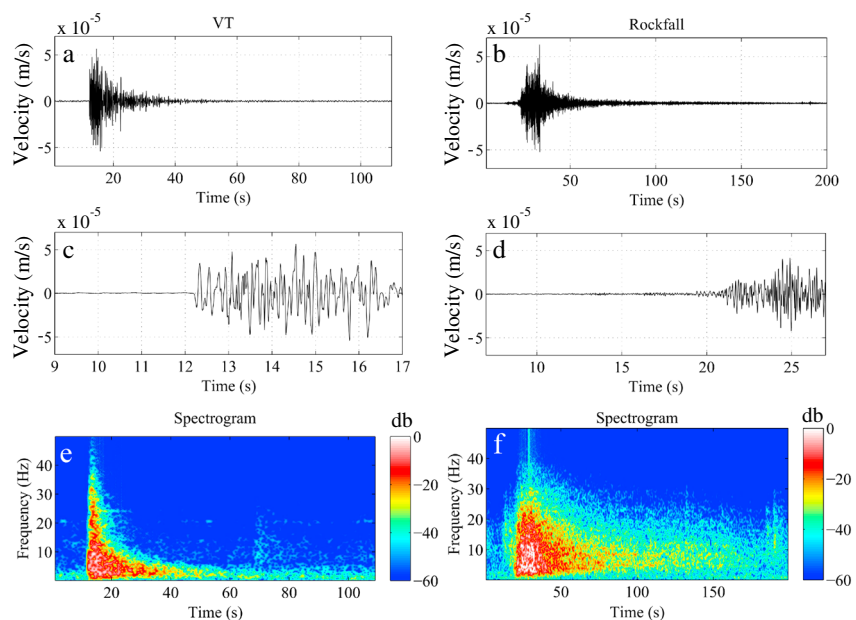 VT
x 10-5
a
5
0
-5
Velocity (m/s)
20 40 60 80 100
Time (s)
Rockfall
x 10-5
b
5
0
-5
Velocity (m/s)
50 100 150 200
Time (s)
x 10-5
c
5
0
-5
Velocity (m/s)
9 10 11 12 13 14 15 16 17
Time (s)
x 10-5
d
5
0
-5
Velocity (m/s)
10 15 20 25
Time (s)
Spectrogram
db
e
40
30
20
10
Frequency (Hz)
20 40 60 80 100
Time (s)
0
−20
−40
−60
Spectrogram
db
f
40
30
20
10
Frequency (Hz)
50 100 150
Time (s)
0
−20
−40
−60